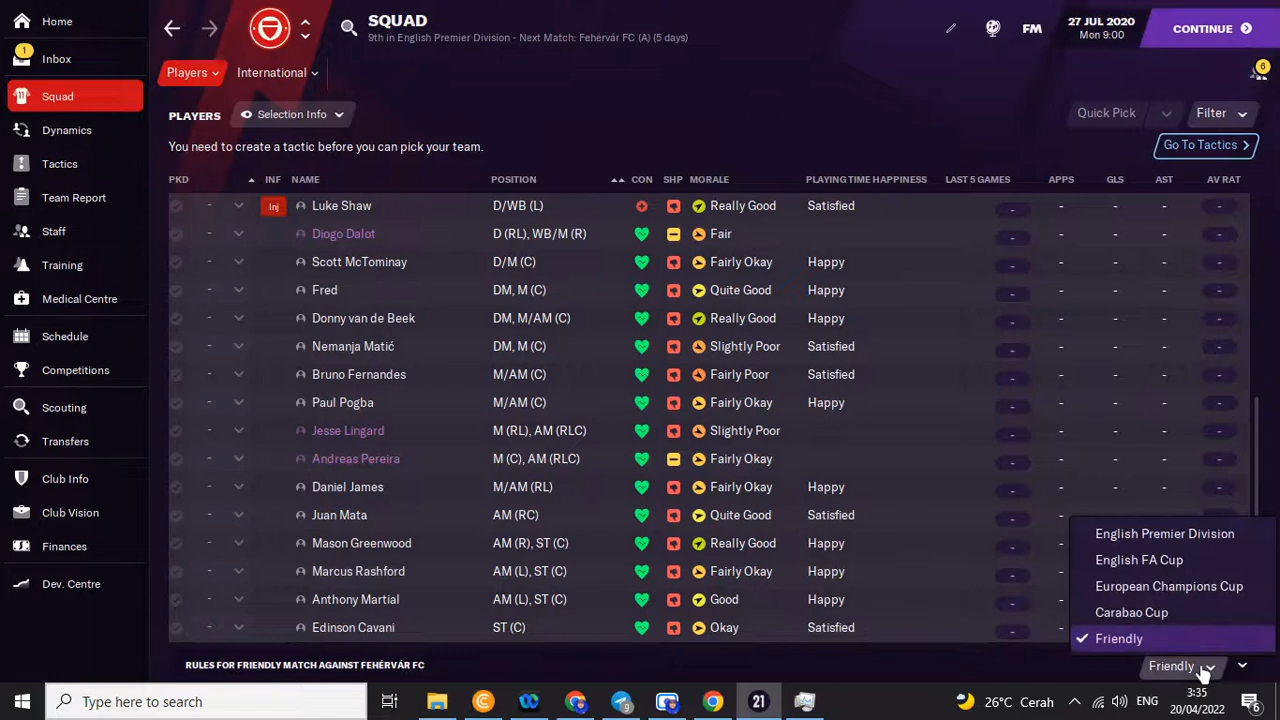 Home
1
Inbox
Squad
Dynamics
Tactics
Team Report
Staff
Training
Medical Centre
Schedule
Competitions
Scouting
Transfers
Club Info
Club Vision
Finances
Dev. Centre
SQUAD
9th in English Premier Division - Next Match: Fehérvár FC (A) (5 days)
FM
27 JUL 2020
Mon 9:00
CONTINUE
Players
International
6
PLAYERS
Selection Info
Quick Pick
Filter
You need to create a tactic before you can pick your team.
Go To Tactics
PKD INF NAME POSITION CON SHP MORALE PLAYING TIME HAPPINESS LAST 5 GAMES APPS GLS AST AV RAT
- Inj Luke Shaw D/WB (L) Really Good Satisfied - - - - -
- Diogo Dalot D (RL), WB/M (R) Fair - - - - -
- Scott McTominay D/M (C) Fairly Okay Happy - - - - -
- Fred DM, M (C) Quite Good Happy - - - - -
- Donny van de Beek DM, M/AM (C) Really Good Happy - - - - -
- Nemanja Matić DM, M (C) Slightly Poor Satisfied - - - - -
- Bruno Fernandes M/AM (C) Fairly Poor Satisfied - - - - -
- Paul Pogba M/AM (C) Fairly Okay Happy - - - - -
- Jesse Lingard M (RL), AM (RLC) Slightly Poor - - - - -
- Andreas Pereira M (C), AM (RLC) Fairly Okay - - - - -
- Daniel James M/AM (RL) Fairly Okay Happy - - - - -
- Juan Mata AM (RC) Quite Good Satisfied - -
- Mason Greenwood AM (R), ST (C) Really Good Happy - -
- Marcus Rashford AM (L), ST (C) Fairly Okay Happy - -
- Anthony Martial AM (L), ST (C) Good Happy - -
- Edinson Cavani ST (C) Okay Satisfied - -
English Premier Division
English FA Cup
European Champions Cup
Carabao Cup
Friendly
RULES FOR FRIENDLY MATCH AGAINST FEHÉRVÁR FC
Friendly
Type here to search
21
26°C Cerah
ENG
3:35
20/04/2022
6